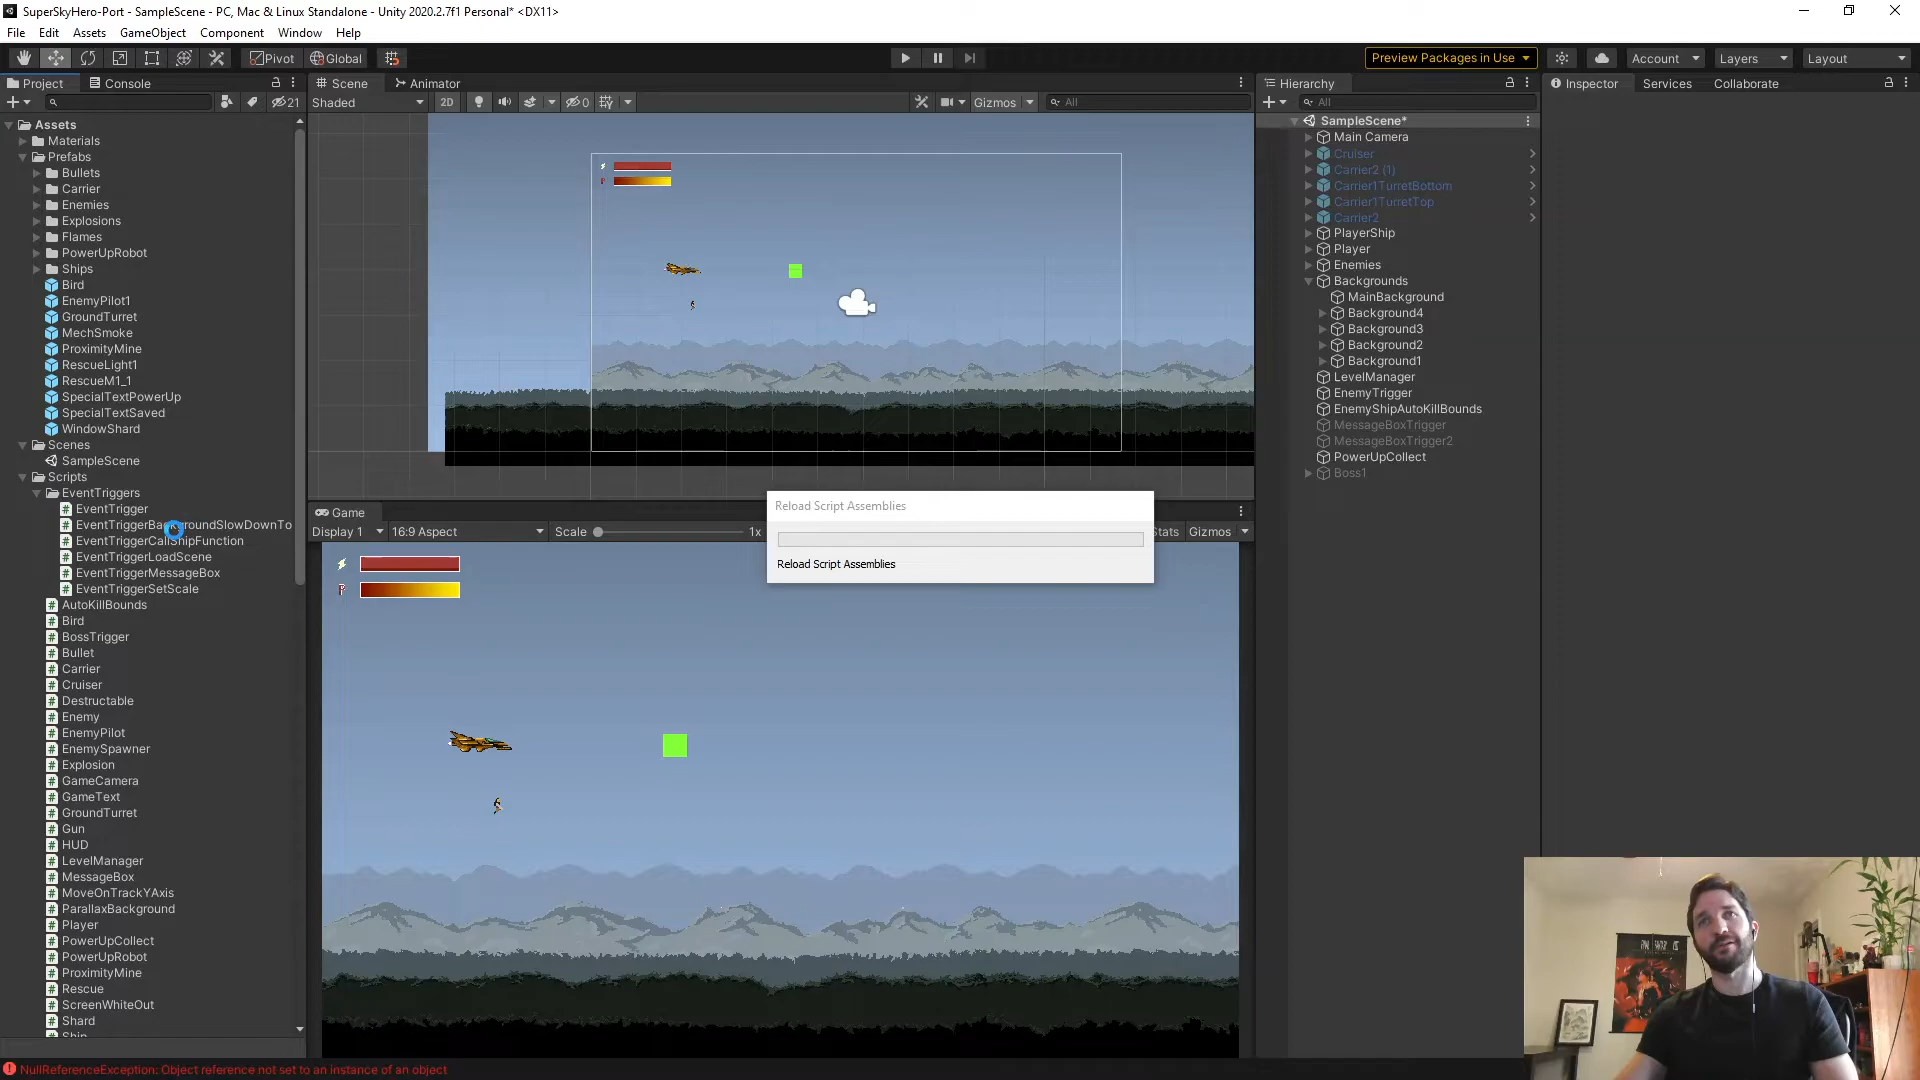 SuperSkyHero-Port - SampleScene - PC, Mac & Linux Standalone - Unity 2020.2.7f1 Personal* <DX11>
File Edit Assets GameObject Component Window Help
Pivot Global Preview Packages in Use Account Layers Layout
Project Console Scene Animator Hierarchy Inspector Services Collaborate
21 Shaded 2D 0 Gizmos All All
Assets
Materials
Prefabs
Bullets
Carrier
Enemies
Explosions
Flames
PowerUpRobot
Ships
Bird
EnemyPilot1
GroundTurret
MechSmoke
ProximityMine
RescueLight1
RescueM1_1
SpecialTextPowerUp
SpecialTextSaved
WindowShard
Scenes
SampleScene
Scripts
EventTriggers
EventTrigger
EventTriggerBackgroundSlowDownTo
EventTriggerCallShipFunction
EventTriggerLoadScene
EventTriggerMessageBox
EventTriggerSetScale
AutoKillBounds
Bird
BossTrigger
Bullet
Carrier
Cruiser
Destructable
Enemy
EnemyPilot
EnemySpawner
Explosion
GameCamera
GameText
GroundTurret
Gun
HUD
LevelManager
MessageBox
MoveOnTrackYAxis
ParallaxBackground
Player
PowerUpCollect
PowerUpRobot
ProximityMine
Rescue
ScreenWhiteOut
Shard
Ship
Game
Display 1 16:9 Aspect Scale 1x Stats Gizmos
P
Reload Script Assemblies
Reload Script Assemblies
SampleScene*
Main Camera
Cruiser
Carrier2 (1)
Carrier1TurretBottom
Carrier1TurretTop
Carrier2
PlayerShip
Player
Enemies
Backgrounds
MainBackground
Background4
Background3
Background2
Background1
LevelManager
EnemyTrigger
EnemyShipAutoKillBounds
MessageBoxTrigger
MessageBoxTrigger2
PowerUpCollect
Boss1
NullReferenceException: Object reference not set to an instance of an object